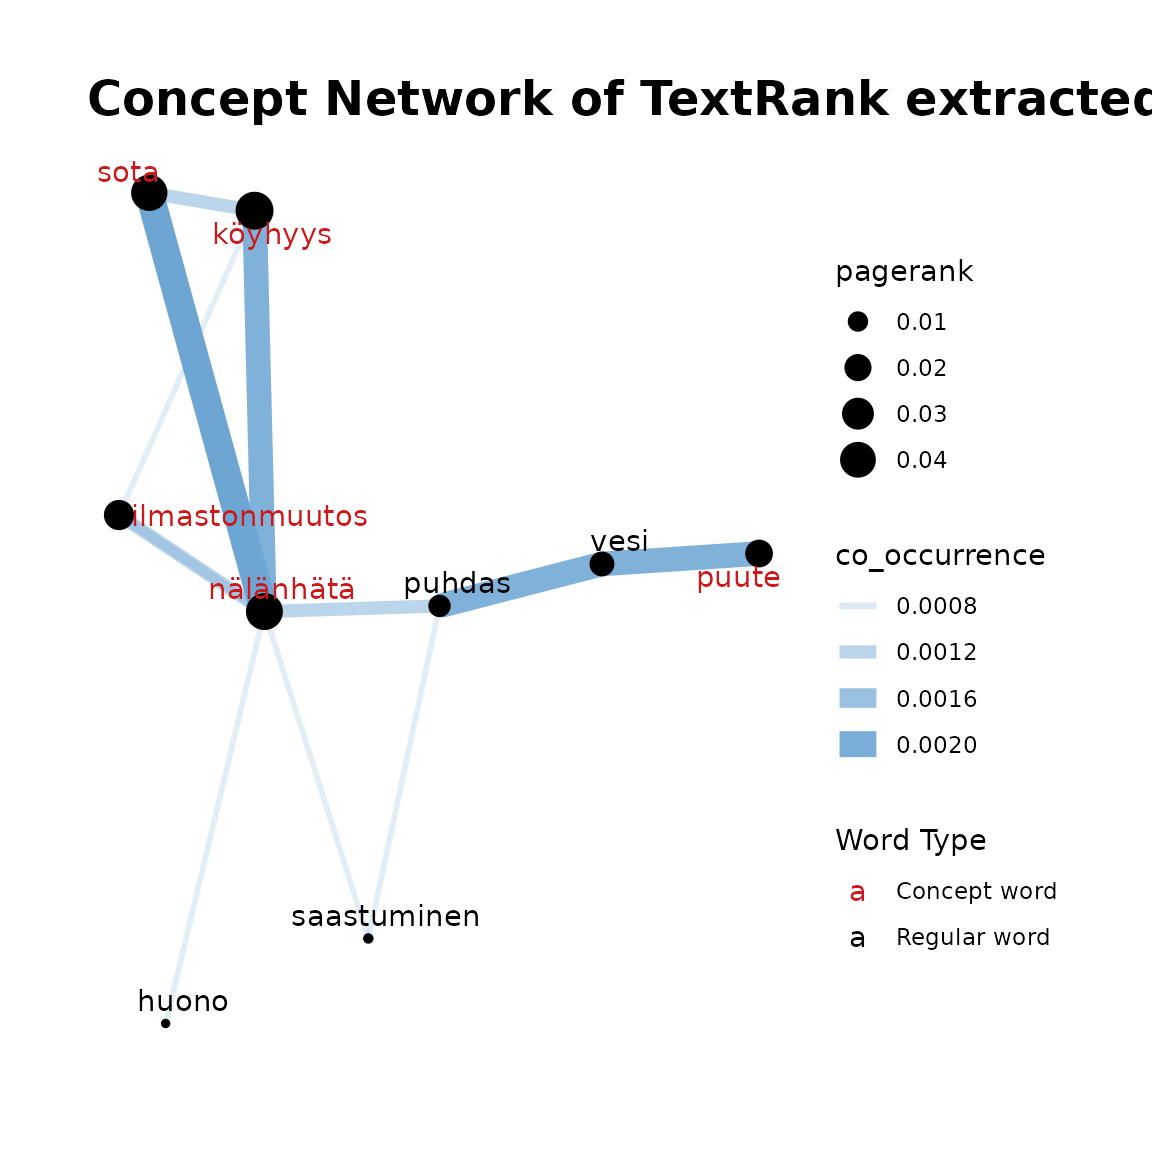 Concept Network of TextRank extracted
sota
köyhyys
ilmastonmuutos
nälänhätä
puhdas
vesi
puute
saastuminen
huono
pagerank
0.01
0.02
0.03
0.04
co_occurrence
0.0008
0.0012
0.0016
0.0020
Word Type
a Concept word
a Regular word